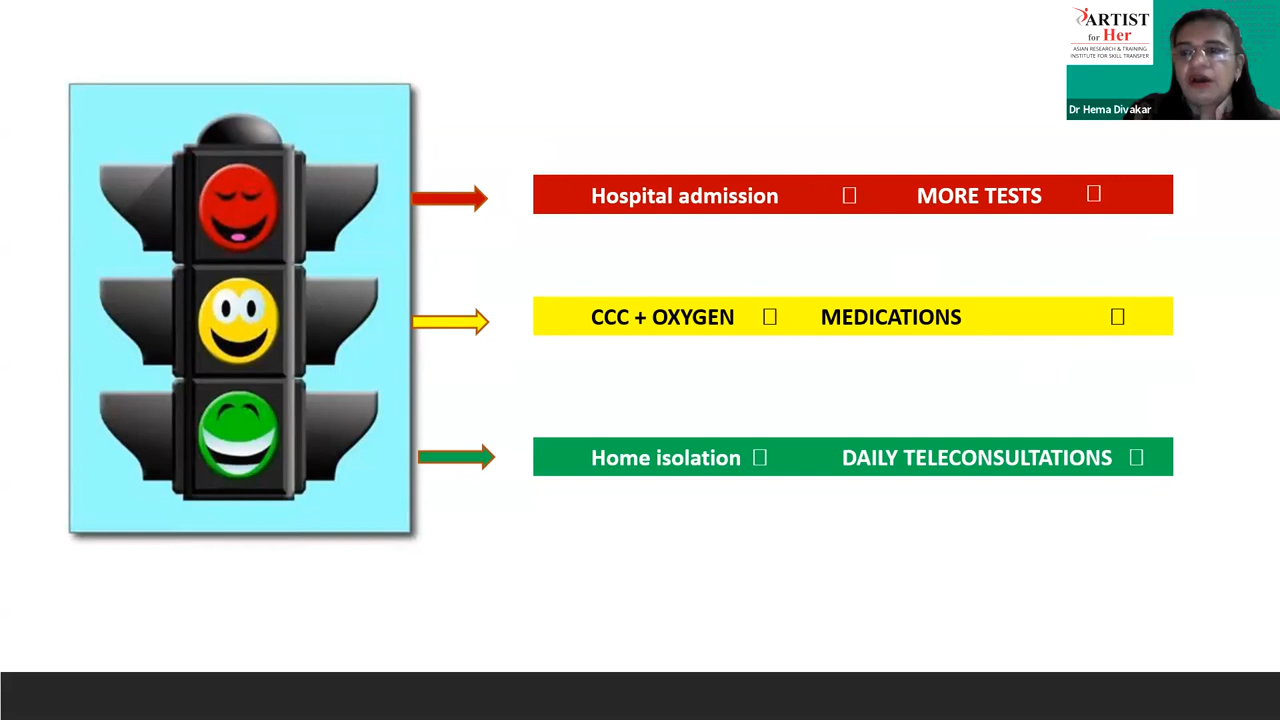 ARTIST
for Her
ASIAN RESEARCH & TRAINING
INSTITUTE FOR SKILL TRANSFER
Dr Hema Divakar
Hospital admission MORE TESTS
CCC + OXYGEN MEDICATIONS
Home isolation DAILY TELECONSULTATIONS